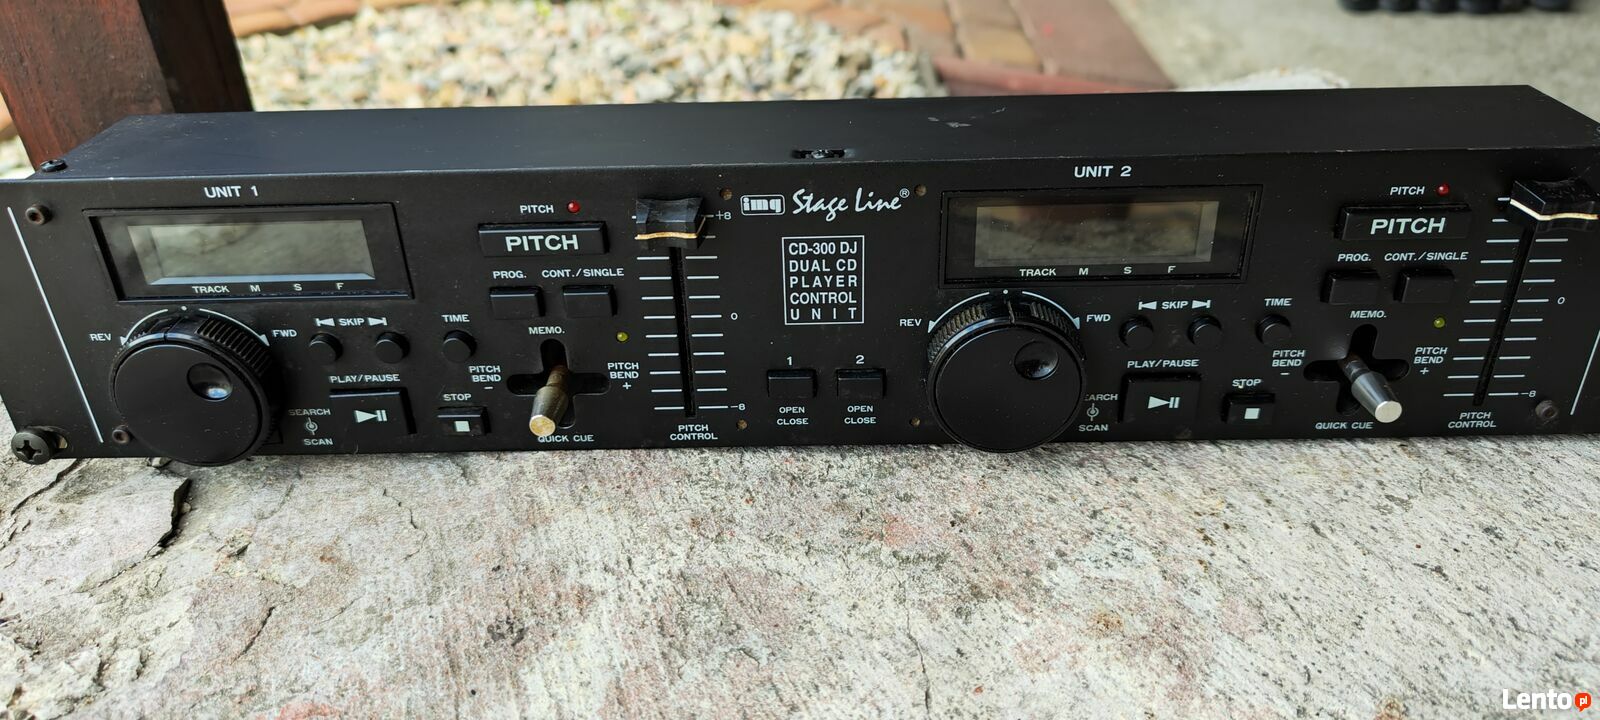 UNIT 1
TRACK M S F
REV
FWD
SKIP
TIME
PITCH
PITCH
PROG. CONT./SINGLE
MEMO.
PITCH BEND -
PITCH BEND +
PLAY/PAUSE
STOP
SEARCH
SCAN
QUICK CUE
+8
0
-8
PITCH
CONTROL
img Stage Line®
CD-300 DJ
DUAL CD
PLAYER
CONTROL
UNIT
1 2
OPEN
CLOSE
OPEN
CLOSE
UNIT 2
TRACK M S F
REV
FWD
SKIP
TIME
PITCH
PITCH
PROG. CONT./SINGLE
MEMO.
PITCH BEND -
PITCH BEND +
PLAY/PAUSE
STOP
EARCH
SCAN
QUICK CUE
0
-8
PITCH
CONTROL
Lento pl